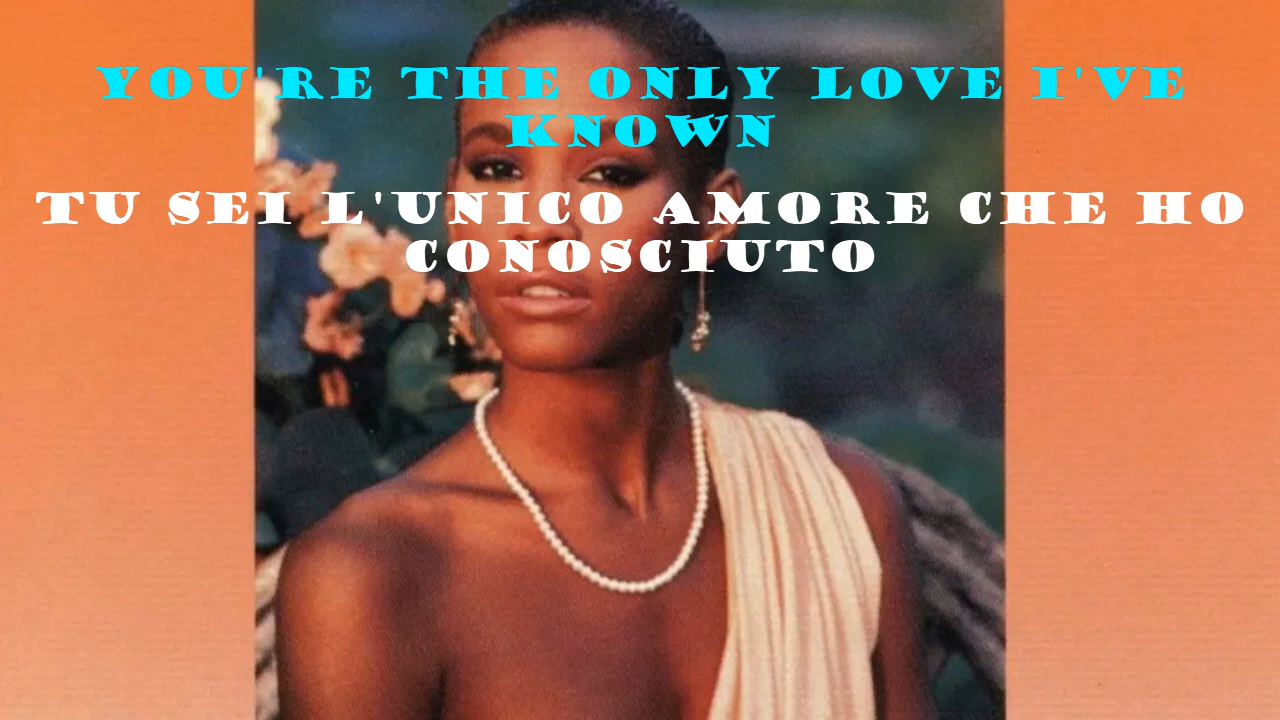 YOU'RE THE ONLY LOVE I'VE
KNOWN
TU SEI L'UNICO AMORE CHE HO
CONOSCIUTO